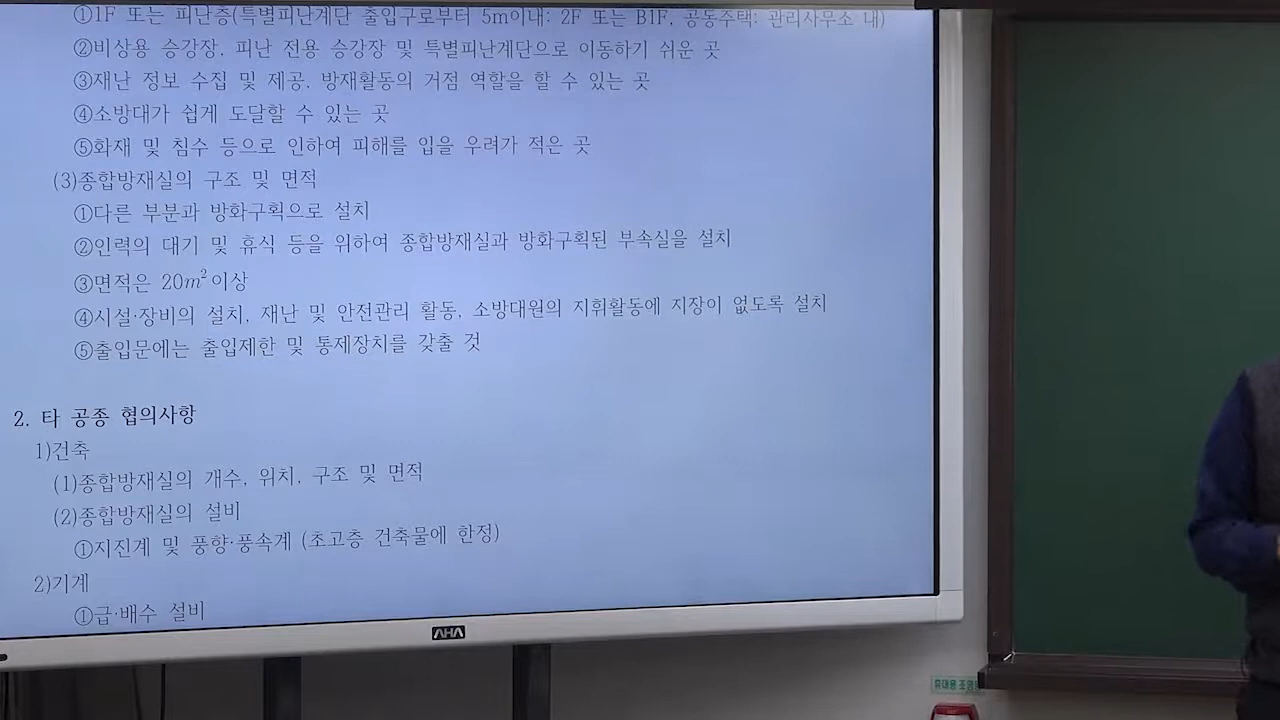 ①1F 또는 피난층(특별피난계단 출입구로부터 5m이내: 2F 또는 B1F, 공동주택: 관리사무소 내)
②비상용 승강장, 피난 전용 승강장 및 특별피난계단으로 이동하기 쉬운 곳
③재난 정보 수집 및 제공, 방재활동의 거점 역할을 할 수 있는 곳
④소방대가 쉽게 도달할 수 있는 곳
⑤화재 및 침수 등으로 인하여 피해를 입을 우려가 적은 곳
(3)종합방재실의 구조 및 면적
①다른 부분과 방화구획으로 설치
②인력의 대기 및 휴식 등을 위하여 종합방재실과 방화구획된 부속실을 설치
③면적은 20m²이상
④시설·장비의 설치, 재난 및 안전관리 활동, 소방대원의 지휘활동에 지장이 없도록 설치
⑤출입문에는 출입제한 및 통제장치를 갖출 것
2. 타 공종 협의사항
1)건축
(1)종합방재실의 개수, 위치, 구조 및 면적
(2)종합방재실의 설비
①지진계 및 풍향·풍속계 (초고층 건축물에 한정)
2)기계
①급·배수 설비
AHA
휴대용